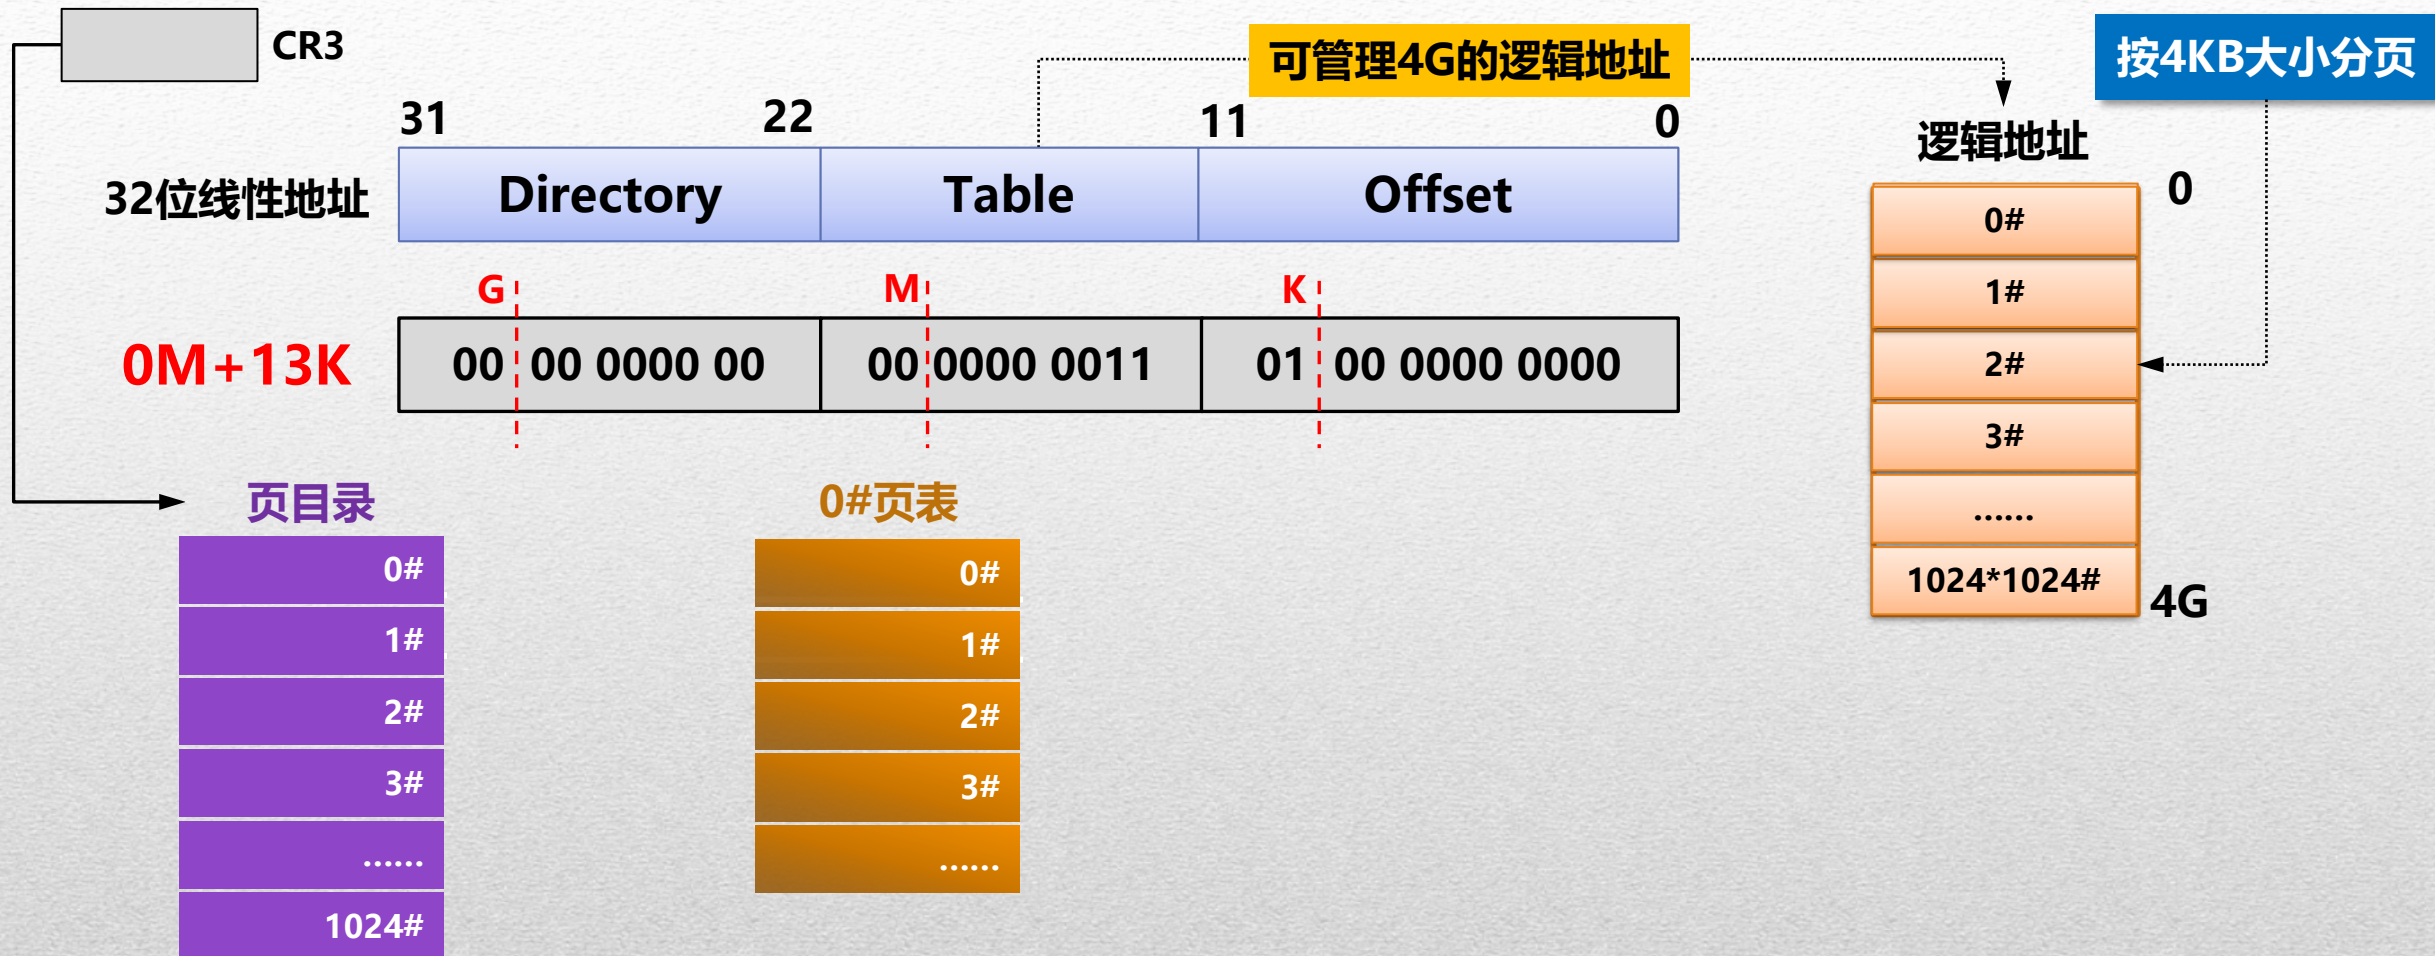 CR3
可管理4G的逻辑地址
按4KB大小分页
31
22
11
0
32位线性地址
Directory
Table
Offset
G
M
K
0M+13K
00 00 0000 00
00 0000 0011
01 00 0000 0000
逻辑地址
0
0#
1#
2#
3#
……
1024*1024#
4G
页目录
0#
1#
2#
3#
……
1024#
0#页表
0#
1#
2#
3#
……